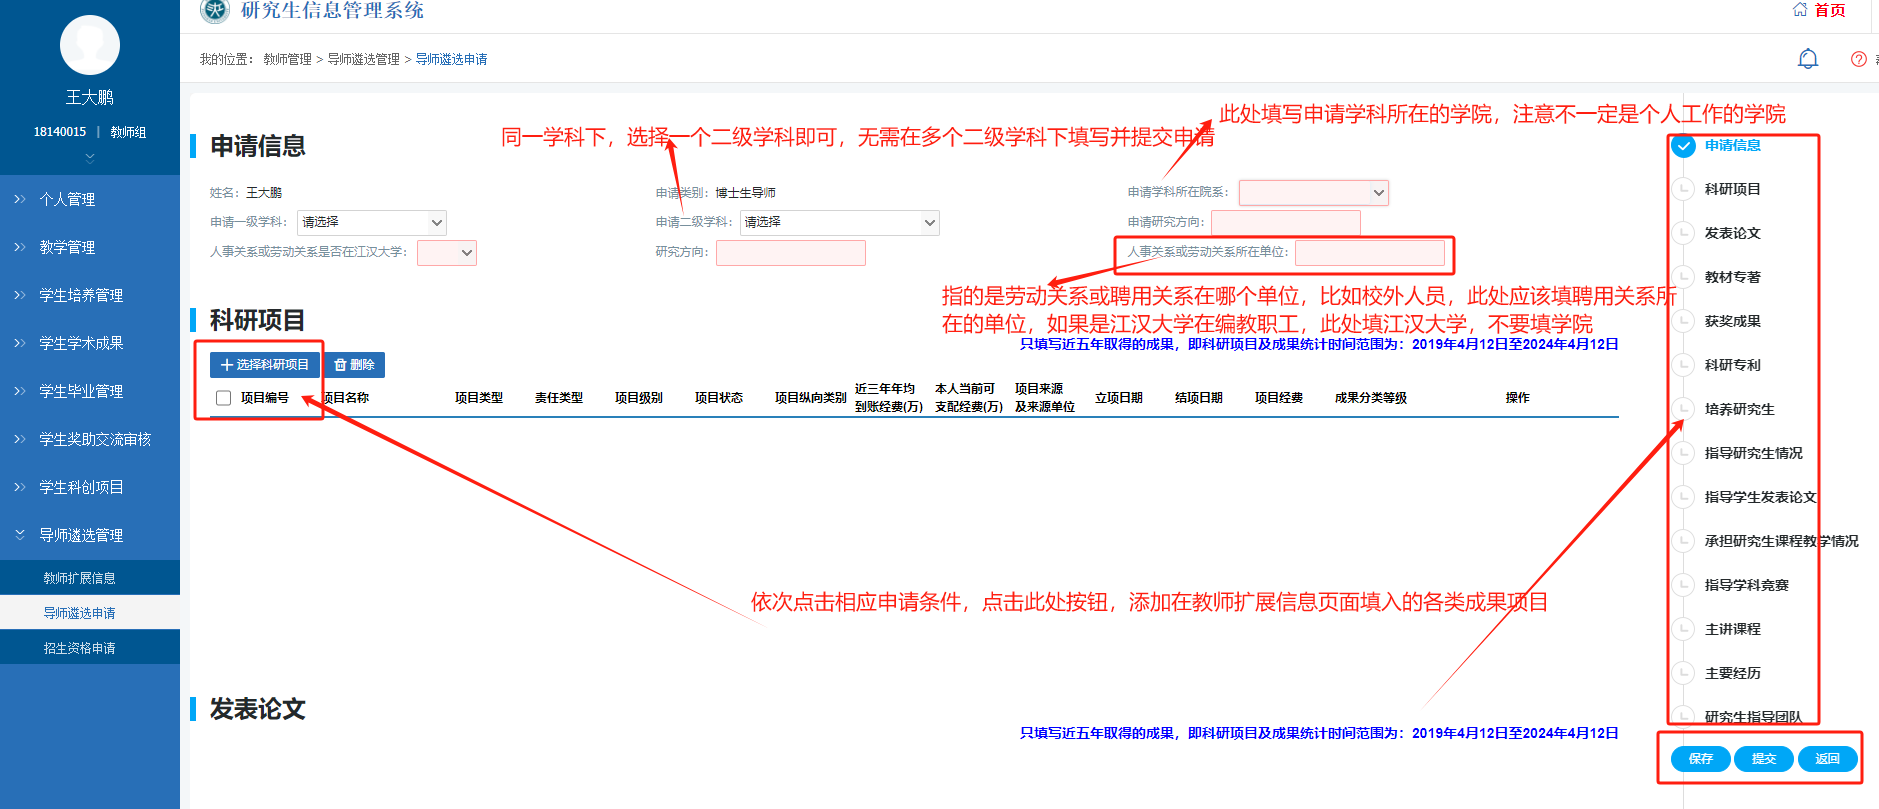 研究生信息管理系统
首页
王大鹏
18140015 | 教师组
我的位置： 教师管理 > 导师遴选管理 > 导师遴选申请
个人管理
教学管理
学生培养管理
学生学术成果
学生毕业管理
学生奖助交流审核
学生科创项目
导师遴选管理
教师扩展信息
导师遴选申请
招生资格申请
此处填写申请学科所在的学院，注意不一定是个人工作的学院
同一学科下，选择一个二级学科即可，无需在多个二级学科下填写并提交申请
申请信息
姓名： 王大鹏 申请类别： 博士生导师 申请学科所在院系：
申请一级学科： 请选择 申请二级学科： 请选择 申请研究方向：
人事关系或劳动关系是否在江汉大学： 研究方向： 人事关系或劳动关系所在单位：
指的是劳动关系或聘用关系在哪个单位，比如校外人员，此处应该填聘用关系所
在的单位，如果是江汉大学在编教职工，此处填江汉大学，不要填学院
科研项目
只填写近五年取得的成果，即科研项目及成果统计时间范围为：2019年4月12日至2024年4月12日
选择科研项目 删除
项目编号 项目名称 项目类型 责任类型 项目级别 项目状态 项目纵向类别 近三年年均到账经费(万) 本人当前可支配经费(万) 项目来源及来源单位 立项日期 结项日期 项目经费 成果分类等级 操作
依次点击相应申请条件，点击此处按钮，添加在教师扩展信息页面填入的各类成果项目
发表论文
只填写近五年取得的成果，即科研项目及成果统计时间范围为：2019年4月12日至2024年4月12日
申请信息
科研项目
发表论文
教材专著
获奖成果
科研专利
培养研究生
指导研究生情况
指导学生发表论文
承担研究生课程教学情况
指导学科竞赛
主讲课程
主要经历
研究生指导团队
保存 提交 返回